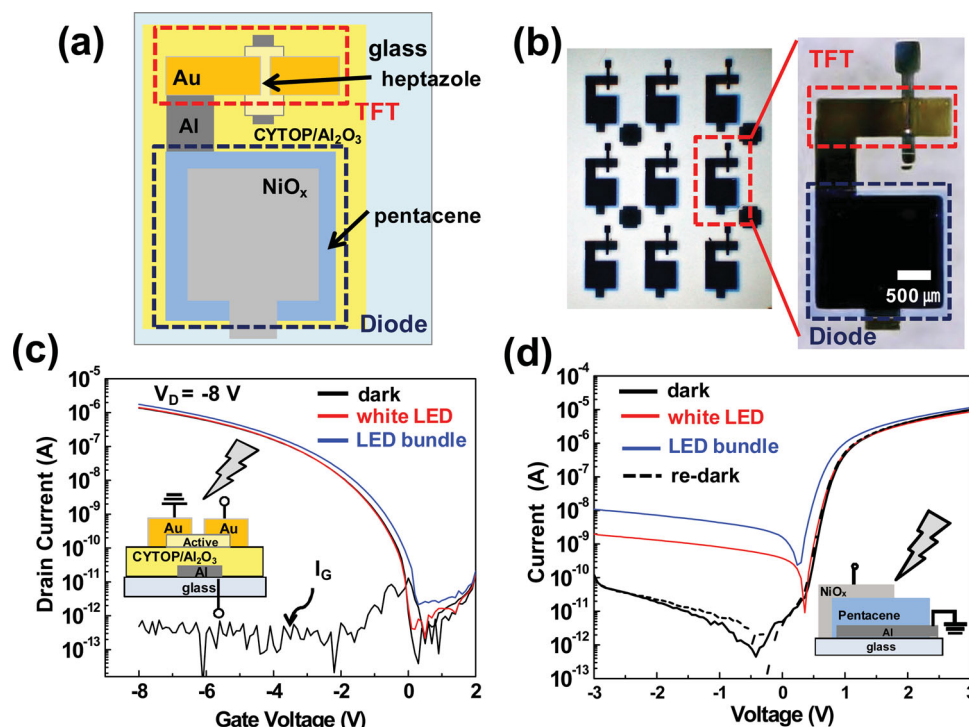 (a)
glass
Au
heptazole
TFT
Al
CYTOP/Al₂O₃
NiOₓ
pentacene
Diode
(b)
TFT
500 μm
Diode
(c)
10⁻⁵
10⁻⁶
10⁻⁷
10⁻⁸
10⁻⁹
10⁻¹⁰
10⁻¹¹
10⁻¹²
10⁻¹³
Drain Current (A)
V_D = -8 V
dark
white LED
LED bundle
Au
Au
Active
CYTOP/Al₂O₃
Al
glass
I_G
-8
-6
-4
-2
0
2
Gate Voltage (V)
(d)
10⁻⁴
10⁻⁵
10⁻⁶
10⁻⁷
10⁻⁸
10⁻⁹
10⁻¹⁰
10⁻¹¹
10⁻¹²
10⁻¹³
Current (A)
dark
white LED
LED bundle
re-dark
NiOₓ
Pentacene
Al
glass
-3
-2
-1
0
1
2
3
Voltage (V)